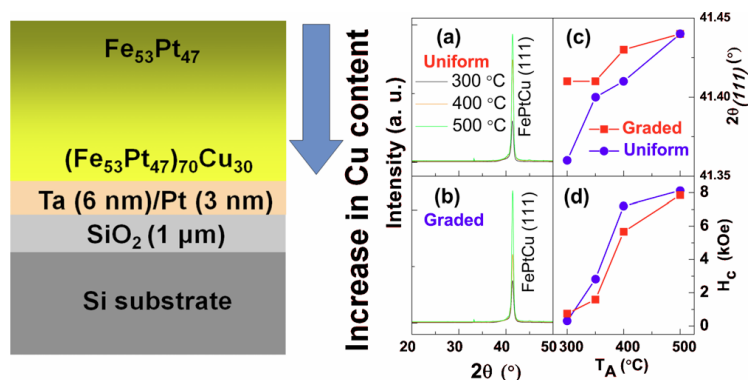 Fe53Pt47
(Fe53Pt47)70Cu30
Ta (6 nm)/Pt (3 nm)
SiO2 (1 µm)
Si substrate
Increase in Cu content
Intensity (a. u.)
(a)
Uniform
300 °C
400 °C
500 °C
FePtCu (111)
(b)
Graded
FePtCu (111)
20 30 40 50
2θ (°)
(c)
41.45
41.40
41.35
2θ(111)(°)
Graded
Uniform
(d)
8
6
4
2
0
Hc (kOe)
300 400 500
TA (°C)